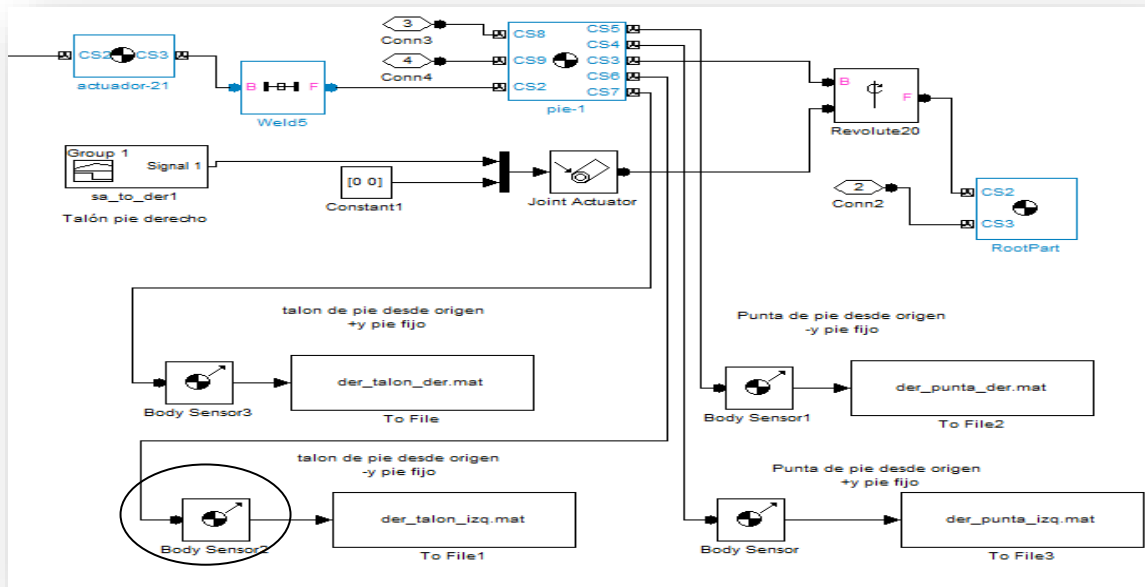 3
Conn3
4
Conn4
CS8
CS9
CS2
CS5
CS4
CS3
CS6
CS7
pie-1
CS2
CS3
actuador-21
B
F
Weld5
B
F
Revolute20
Group 1
Signal 1
sa_to_der1
Talón pie derecho
[0 0]
Constant1
Joint Actuator
2
Conn2
CS2
CS3
RootPart
talon de pie desde origen
+y pie fijo
Body Sensor3
der_talon_der.mat
To File
Punta de pie desde origen
-y pie fijo
Body Sensor1
der_punta_der.mat
To File2
talon de pie desde origen
-y pie fijo
Body Sensor2
der_talon_izq.mat
To File1
Punta de pie desde origen
+y pie fijo
Body Sensor
der_punta_izq.mat
To File3